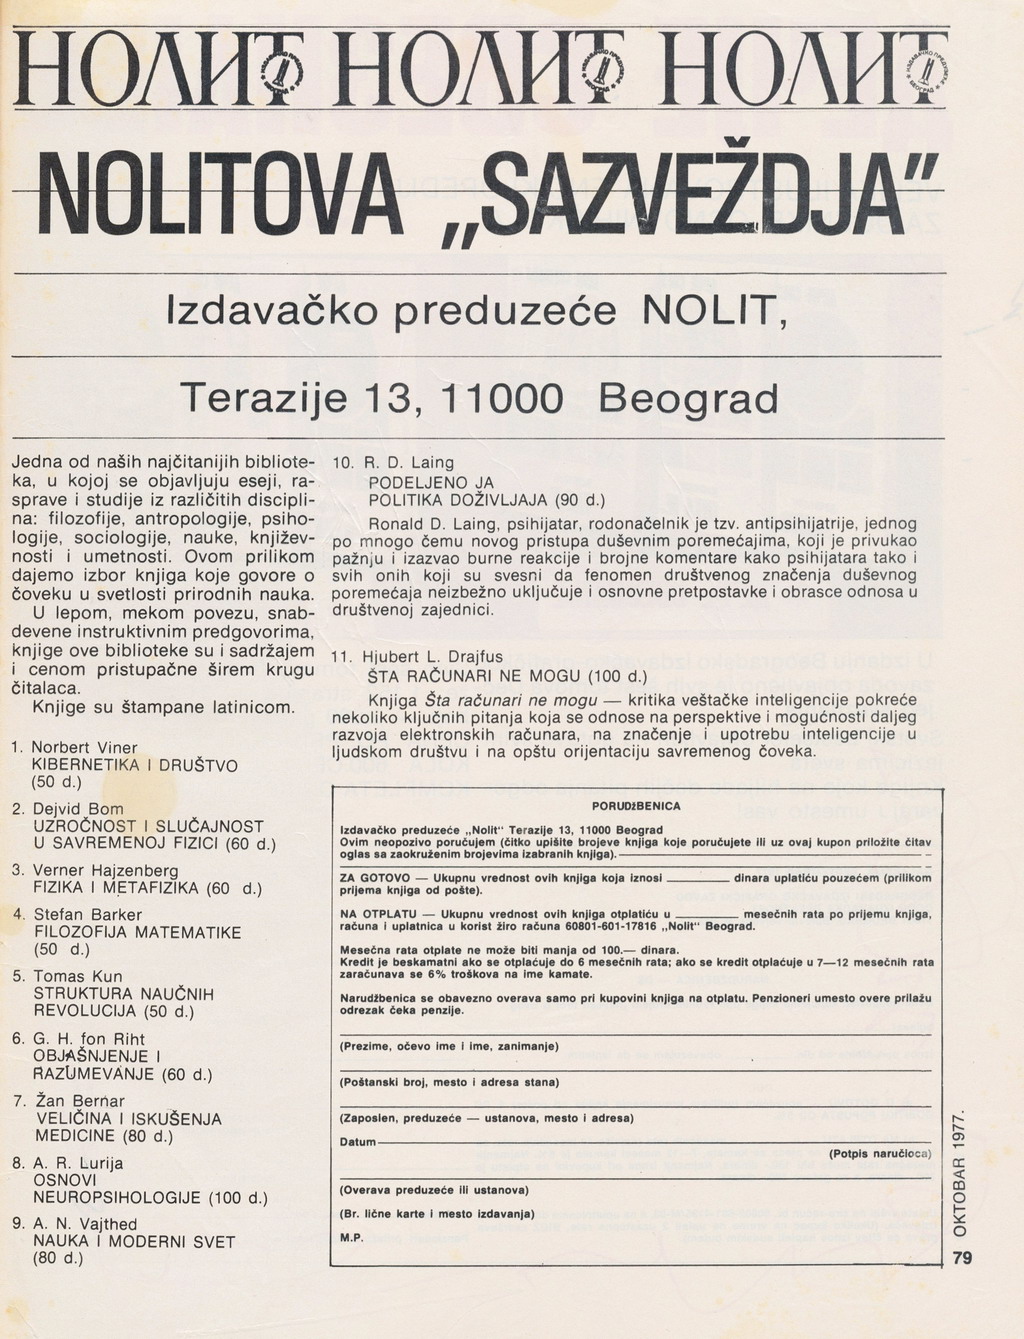 НОЛИТ НОЛИТ НОЛИТ
NOLITOVA „SAZVEŽDJA"
Izdavačko preduzeće NOLIT,
Terazije 13, 11000 Beograd
Jedna od naših najčitanijih bibliote-
ka, u kojoj se objavljuju eseji, ra-
sprave i studije iz različitih discipli-
na: filozofije, antropologije, psiho-
logije, sociologije, nauke, književ-
nosti i umetnosti. Ovom prilikom
dajemo izbor knjiga koje govore o
čoveku u svetlosti prirodnih nauka.
U lepom, mekom povezu, snab-
devene instruktivnim predgovorima,
knjige ove biblioteke su i sadržajem
i cenom pristupačne širem krugu
čitalaca.
Knjige su štampane latinicom.
1. Norbert Viner
KIBERNETIKA I DRUŠTVO
(50 d.)
2. Dejvid Bom
UZROČNOST I SLUČAJNOST
U SAVREMENOJ FIZICI (60 d.)
3. Verner Hajzenberg
FIZIKA I METAFIZIKA (60 d.)
4. Stefan Barker
FILOZOFIJA MATEMATIKE
(50 d.)
5. Tomas Kun
STRUKTURA NAUČNIH
REVOLUCIJA (50 d.)
6. G. H. fon Riht
OBJAŠNJENJE I
RAZUMEVANJE (60 d.)
7. Žan Bernar
VELIČINA I ISKUŠENJA
MEDICINE (80 d.)
8. A. R. Lurija
OSNOVI
NEUROPSIHOLOGIJE (100 d.)
9. A. N. Vajthed
NAUKA I MODERNI SVET
(80 d.)
10. R. D. Laing
PODELJENO JA
POLITIKA DOŽIVLJAJA (90 d.)
Ronald D. Laing, psihijatar, rodonačelnik je tzv. antipsihijatrije, jednog
po mnogo čemu novog pristupa duševnim poremećajima, koji je privukao
pažnju i izazvao burne reakcije i brojne komentare kako psihijatara tako i
svih onih koji su svesni da fenomen društvenog značenja duševnog
poremećaja neizbežno uključuje i osnovne pretpostavke i obrasce odnosa u
društvenoj zajednici.
11. Hjubert L. Drajfus
ŠTA RAČUNARI NE MOGU (100 d.)
Knjiga Šta računari ne mogu — kritika veštačke inteligencije pokreće
nekoliko ključnih pitanja koja se odnose na perspektive i mogućnosti daljeg
razvoja elektronskih računara, na značenje i upotrebu inteligencije u
ljudskom društvu i na opštu orijentaciju savremenog čoveka.
PORUDžBENICA
Izdavačko preduzeće „Nolit" Terazije 13, 11000 Beograd
Ovim neopozivo poručujem (čitko upišite brojeve knjiga koje poručujete ili uz ovaj kupon priložite čitav
oglas sa zaokruženim brojevima izabranih knjiga).
ZA GOTOVO — Ukupnu vrednost ovih knjiga koja iznosi ________ dinara uplatiću pouzećem (prilikom
prijema knjiga od pošte).
NA OTPLATU — Ukupnu vrednost ovih knjiga otplatiću u ________ mesečnih rata po prijemu knjiga,
računa i uplatnica u korist žiro računa 60801-601-17816 „Nolit" Beograd.
Mesečna rata otplate ne može biti manja od 100.— dinara.
Kredit je beskamatni ako se otplaćuje do 6 mesečnih rata; ako se kredit otplaćuje u 7—12 mesečnih rata
zaračunava se 6% troškova na ime kamate.
Narudžbenica se obavezno overava samo pri kupovini knjiga na otplatu. Penzioneri umesto overe prilažu
odrezak čeka penzije.
(Prezime, očevo ime i ime, zanimanje)
(Poštanski broj, mesto i adresa stana)
(Zaposlen, preduzeće — ustanova, mesto i adresa)
Datum
(Potpis naručioca)
(Overava preduzeće ili ustanova)
(Br. lične karte i mesto izdavanja)
M.P.
OKTOBAR 1977.
79